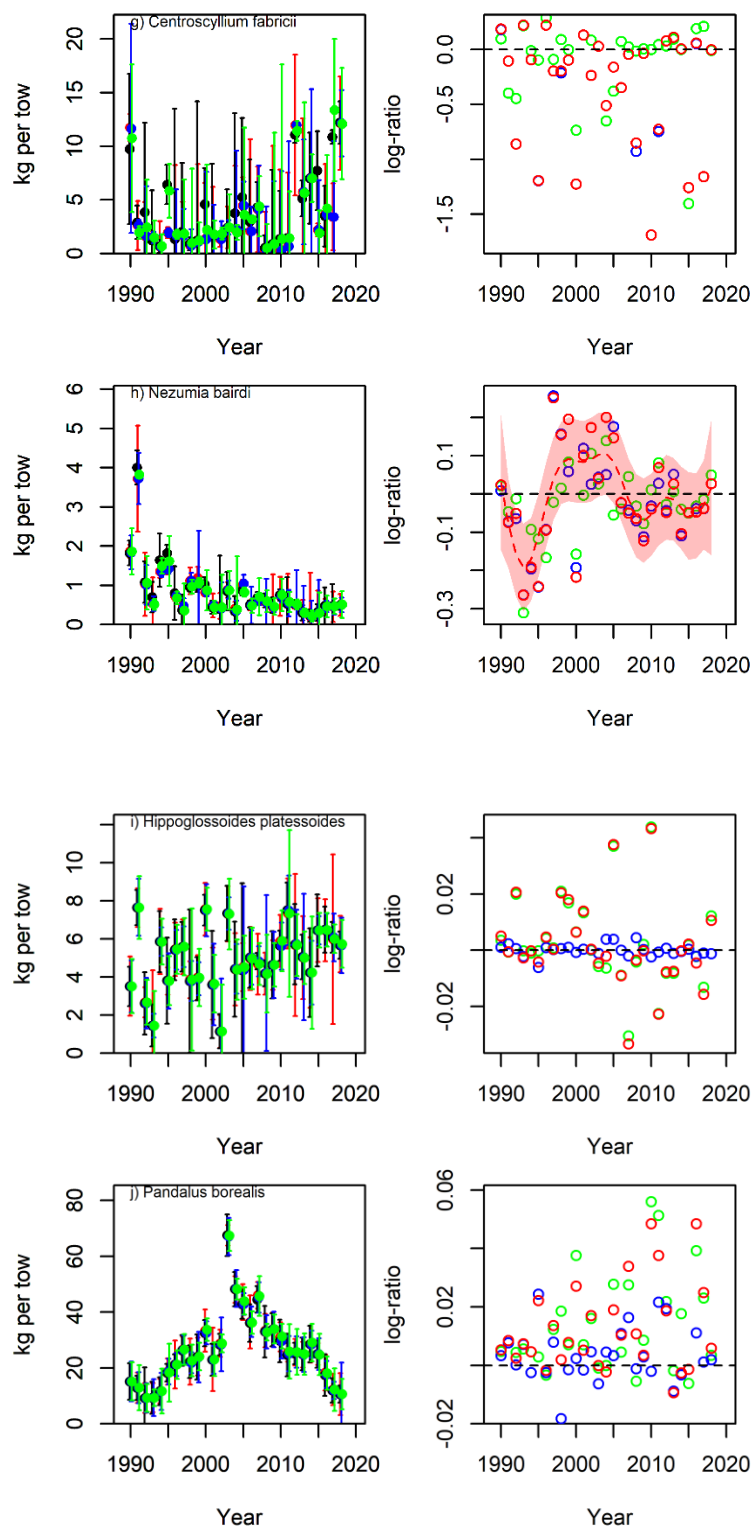 g) Centroscyllium fabricii
kg per tow
0 5 10 15 20
1990 2000 2010 2020
Year
log-ratio
-1.5 -0.5 0.0
1990 2000 2010 2020
Year
h) Nezumia bairdi
kg per tow
0 1 2 3 4 5 6
1990 2000 2010 2020
Year
log-ratio
-0.3 -0.1 0.1
1990 2000 2010 2020
Year
i) Hippoglossoides platessoides
kg per tow
0 2 4 6 8 10 12
1990 2000 2010 2020
Year
log-ratio
-0.02 0.02
1990 2000 2010 2020
Year
j) Pandalus borealis
kg per tow
0 20 40 60 80
1990 2000 2010 2020
Year
log-ratio
-0.02 0.02 0.06
1990 2000 2010 2020
Year